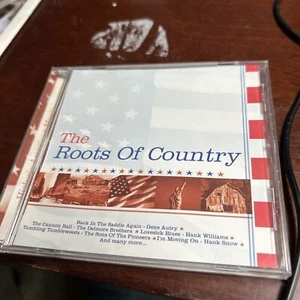 The
Roots Of Country
Back In The Saddle Again - Gene Autry ★
The Cannon Ball - The Delmore Brothers ★ Lovesick Blues - Hank Williams ★
Tumbling Tumbleweeds - The Sons Of The Pioneers ★ I'm Moving On - Hank Snow ★
And many more...